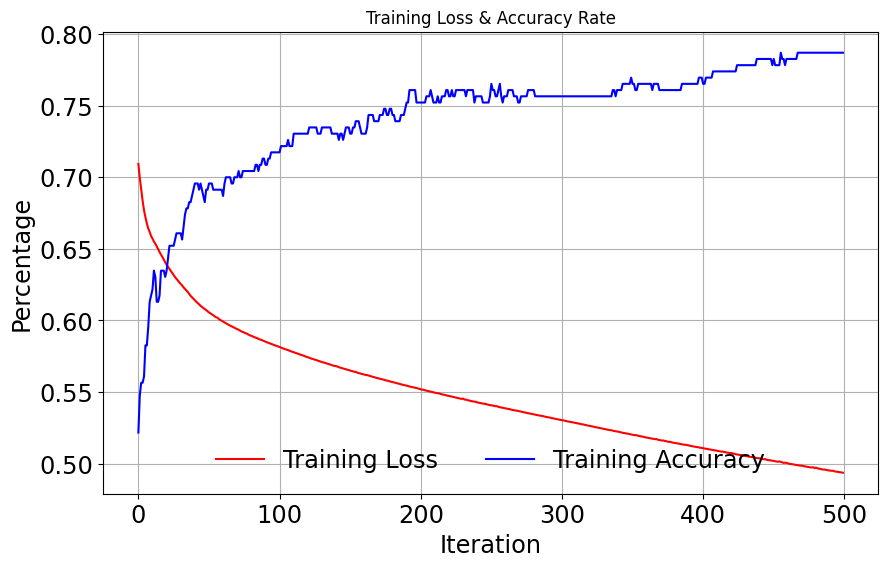 Training Loss & Accuracy Rate
0.80
0.75
0.70
0.65
0.60
0.55
0.50
Percentage
Training Loss Training Accuracy
0 100 200 300 400 500
Iteration